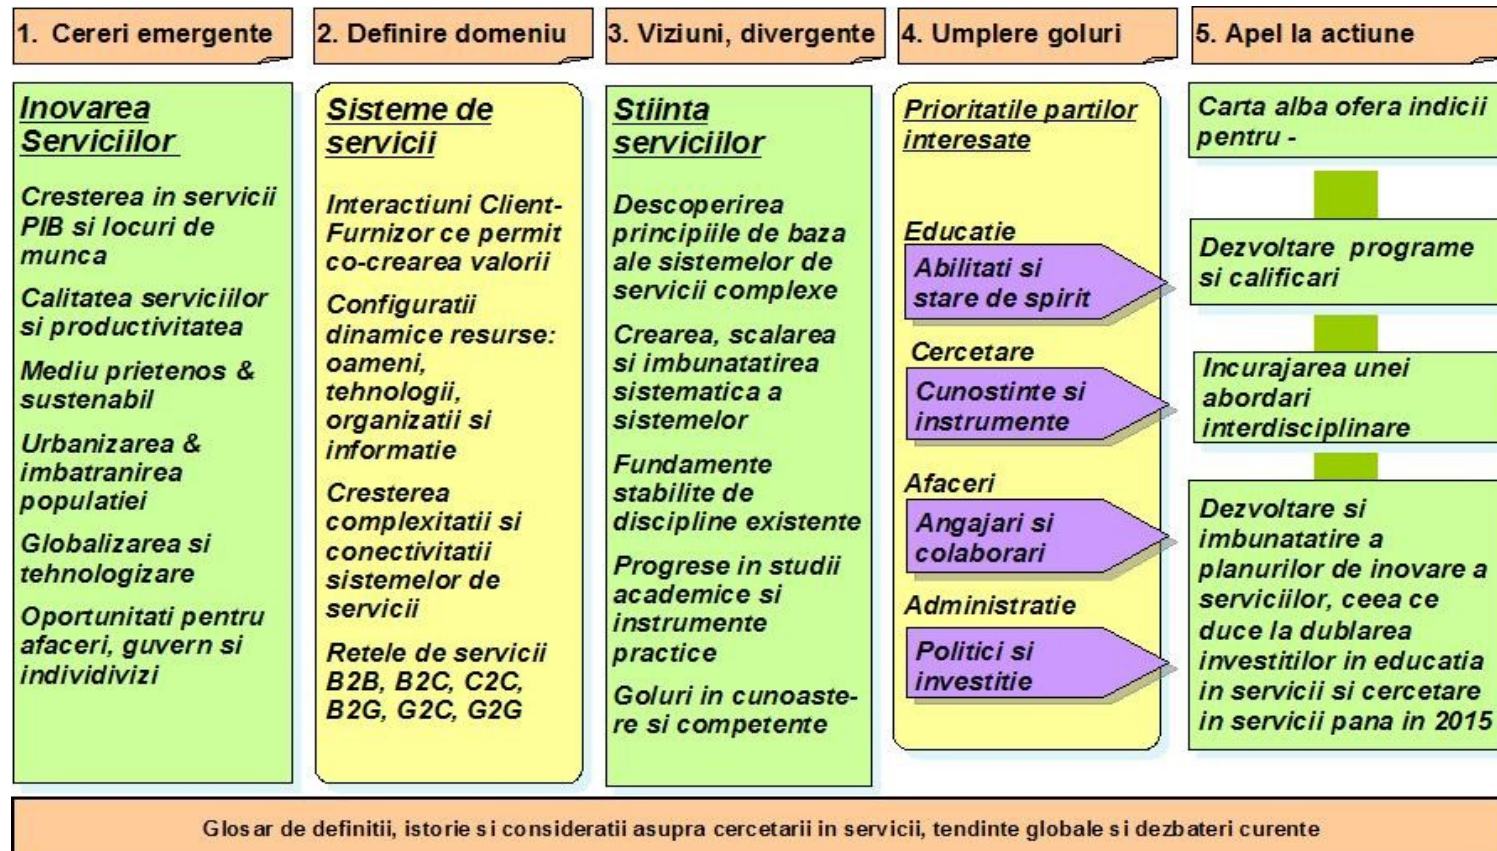 1. Cereri emergente
2. Definire domeniu
3. Viziuni, divergente
4. Umplere goluri
5. Apel la actiune
Inovarea
Serviciilor
Cresterea in servicii
PIB si locuri de
munca
Calitatea serviciilor
si productivitatea
Mediu prietenos &
sustenabil
Urbanizarea &
imbatranirea
populatiei
Globalizarea si
tehnologizare
Oportunitati pentru
afaceri, guvern si
individivizi
Sisteme de
servicii
Interactiuni Client-
Furnizor ce permit
co-crearea valorii
Configuratii
dinamice resurse:
oameni,
tehnologii,
organizatii si
informatie
Cresterea
complexitatii si
conectivitatii
sistemelor de
servicii
Retele de servicii
B2B, B2C, C2C,
B2G, G2C, G2G
Stiinta
serviciilor
Descoperirea
principiile de baza
ale sistemelor de
servicii complexe
Crearea, scalarea
si imbunatatirea
sistematica a
sistemelor
Fundamente
stabilite de
discipline existente
Progrese in studii
academice si
instrumente
practice
Goluri in cunoaste-
re si competente
Prioritatile partilor
interesate
Educatie
Abilitati si
stare de spirit
Cercetare
Cunostinte si
instrumente
Afaceri
Angajari si
colaborari
Administratie
Politici si
investitie
Carta alba ofera indicii
pentru -
Dezvoltare programe
si calificari
Incurajarea unei
abordari
interdisciplinare
Dezvoltare si
imbunatatire a
planurilor de inovare a
serviciilor, ceea ce
duce la dublarea
investitilor in educatia
in servicii si cercetare
in servicii pana in 2015
Glosar de definitii, istorie si consideratii asupra cercetarii in servicii, tendinte globale si dezbateri curente